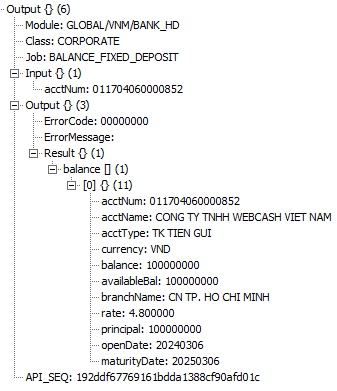 Output {} (6)
Module: GLOBAL/VNM/BANK_HD
Class: CORPORATE
Job: BALANCE_FIXED_DEPOSIT
Input {} (1)
acctNum: 011704060000852
Output {} (3)
ErrorCode: 00000000
ErrorMessage:
Result {} (1)
balance [] (1)
[0] {} (11)
acctNum: 011704060000852
acctName: CONG TY TNHH WEBCASH VIET NAM
acctType: TK TIEN GUI
currency: VND
balance: 100000000
availableBal: 100000000
branchName: CN TP. HO CHI MINH
rate: 4.800000
principal: 100000000
openDate: 20240306
maturityDate: 20250306
API_SEQ: 192ddf67769161bdda1388cf90afd01c